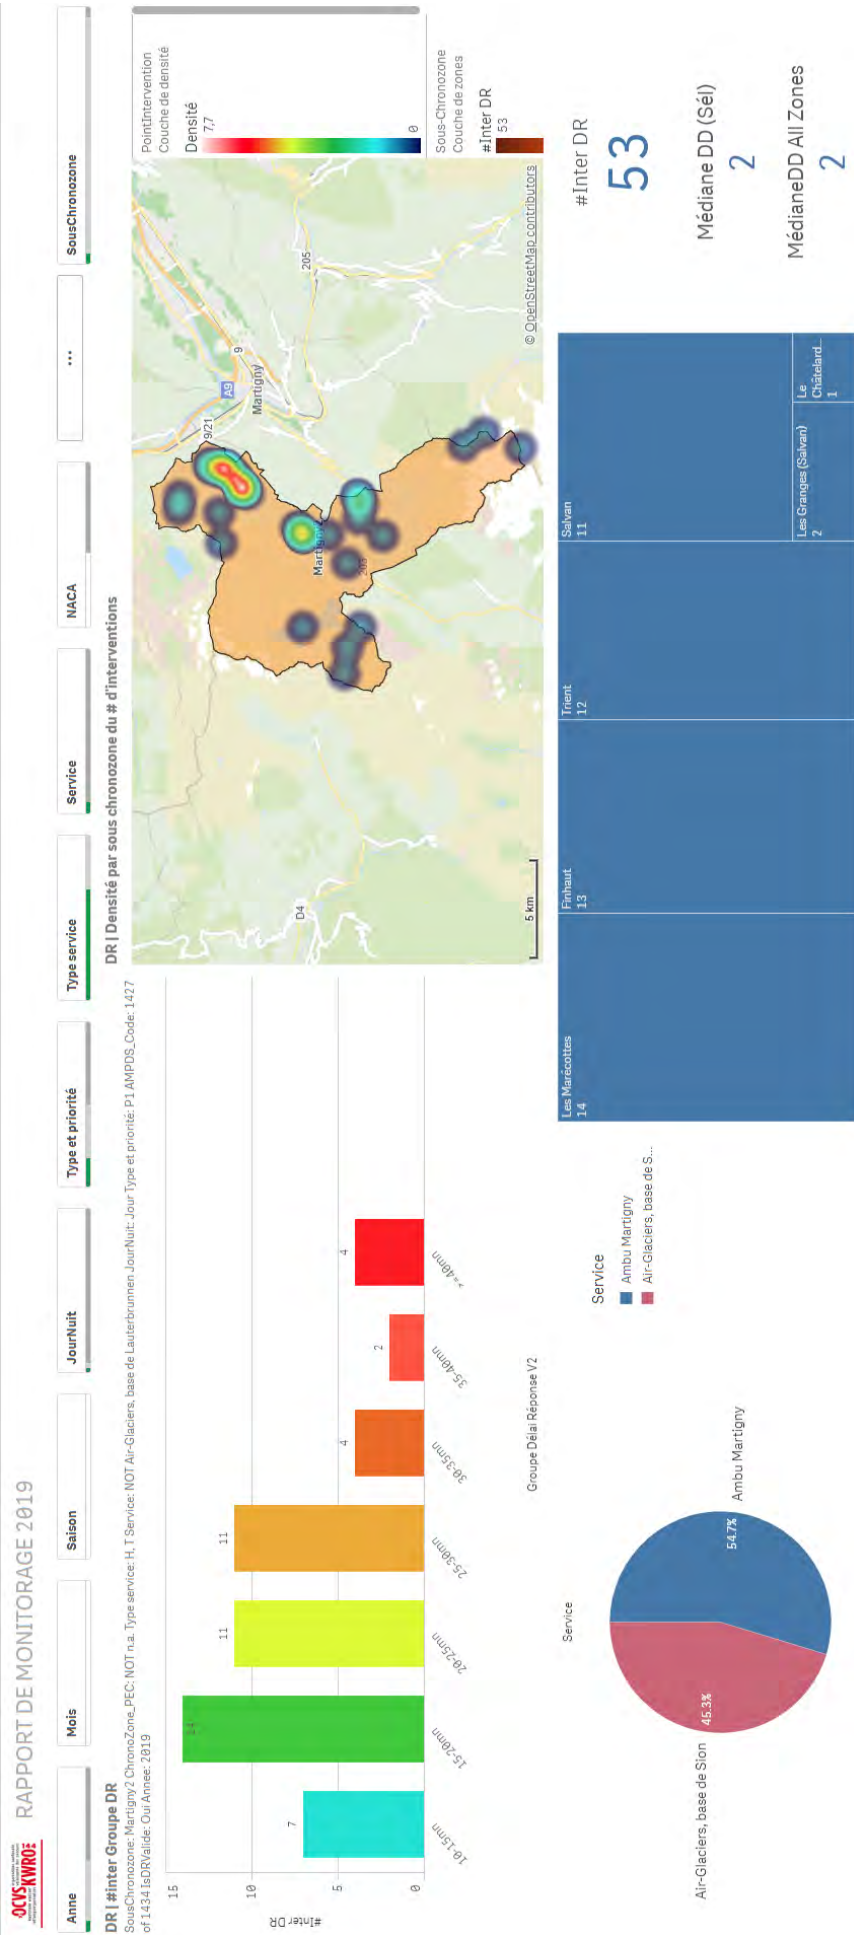 OCVS
KWRO
RAPPORT DE MONITORAGE 2019
Anne
Mois
Saison
JourNuit
Type et priorité
Type service
Service
NACA
...
SousChronozone
DR | #inter Groupe DR
SousChronozone: Martigny2 ChronoZone_PEC: NOT n.a. Type service: H, T Service: NOT Air-Glaciers, base de Lauterbrunnen JourNuit: Jour Type et priorité: P1 AMPDS_Code: 1427
of 1434 IsDRValide: Oui Annee: 2019
#Inter DR
15
10
5
0
7
14
11
11
4
2
4
10-15mn
15-20mn
20-25mn
25-30mn
30-35mn
35-40mn
>=40mn
Groupe Délai Réponse V2
DR | Densité par sous chronozone du # d'interventions
D4
5 km
Martigny2
203
9/21
A9
9
Martigny
205
© OpenStreetMap contributors
PointIntervention
Couche de densité
Densité
7,7
0
Sous-Chronozone
Couche de zones
#Inter DR
53
Service
Air-Glaciers, base de Sion
45.3%
54.7%
Ambu Martigny
Service
Ambu Martigny
Air-Glaciers, base de S...
Les Marécottes
14
Finhaut
13
Trient
12
Salvan
11
Les Granges (Salvan)
2
Le
Châtelard...
1
#Inter DR
53
Médiane DD (Sél)
2
MédianeDD All Zones
2